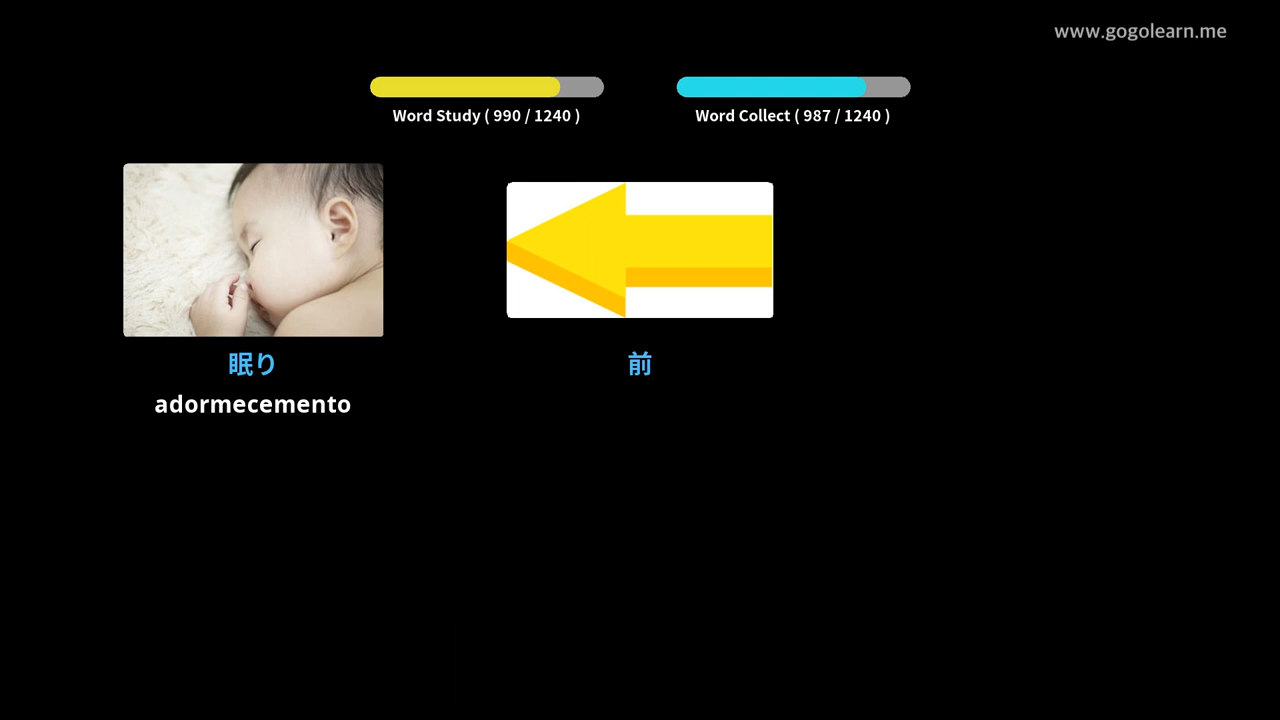 www.gogolearn.me
Word Study ( 990 / 1240 )
Word Collect ( 987 / 1240 )
眠り
前
adormecemento